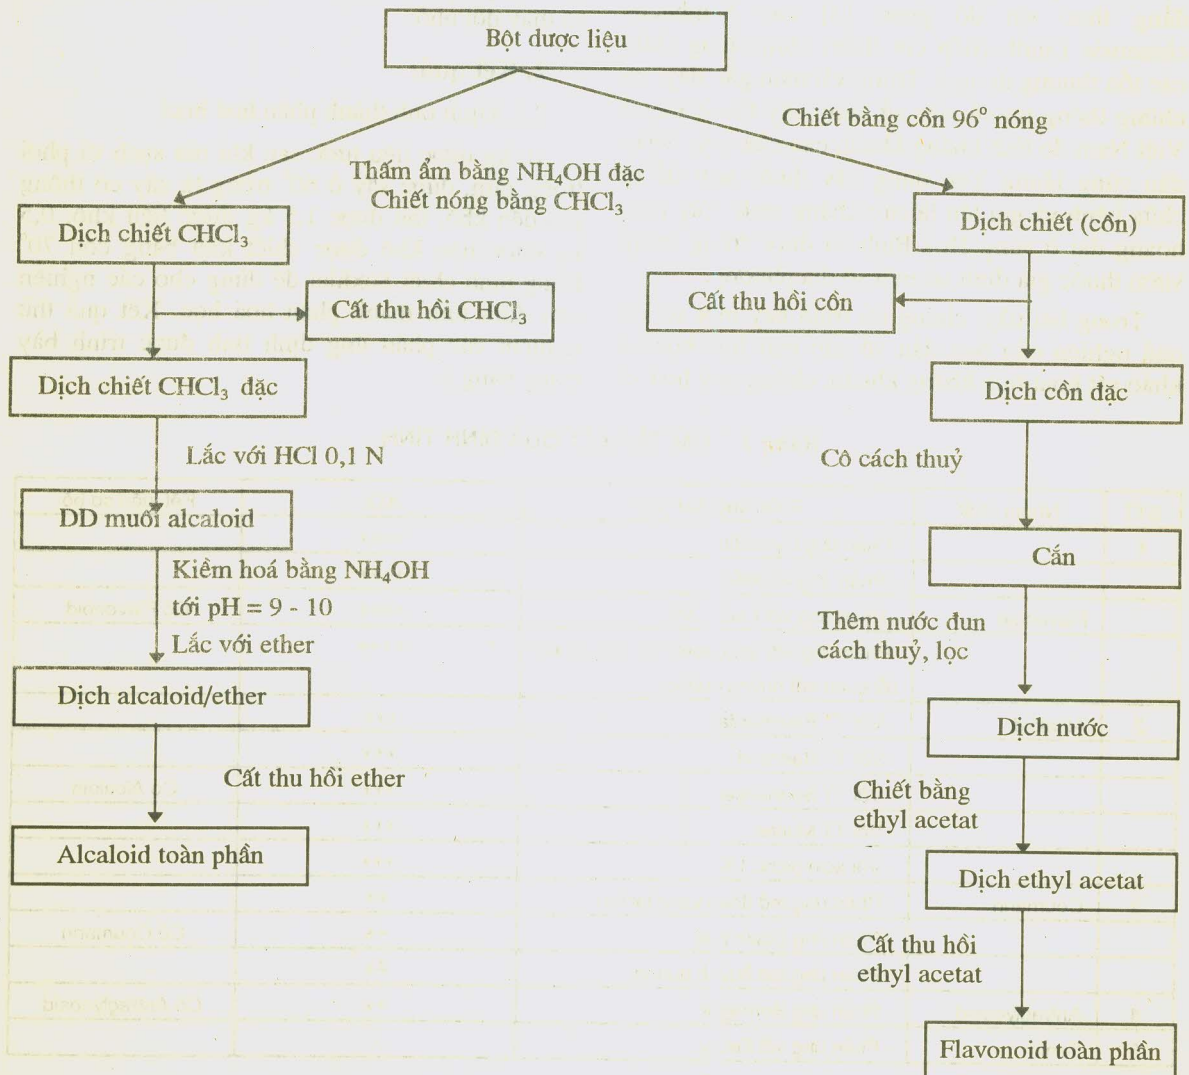 Bột dược liệu
Chiết bằng cồn 96° nóng
Thấm ẩm bằng NH₄OH đặc
Chiết nóng bằng CHCl₃
Dịch chiết CHCl₃
Dịch chiết (cồn)
Cất thu hồi CHCl₃
Cất thu hồi cồn
Dịch chiết CHCl₃ đặc
Dịch cồn đặc
Lắc với HCl 0,1 N
Cô cách thuỷ
DD muối alcaloid
Cắn
Kiềm hoá bằng NH₄OH
tới pH = 9 - 10
Lắc với ether
Thêm nước đun
cách thuỷ, lọc
Dịch alcaloid/ether
Dịch nước
Cất thu hồi ether
Chiết bằng
ethyl acetat
Alcaloid toàn phần
Dịch ethyl acetat
Cất thu hồi
ethyl acetat
Flavonoid toàn phần